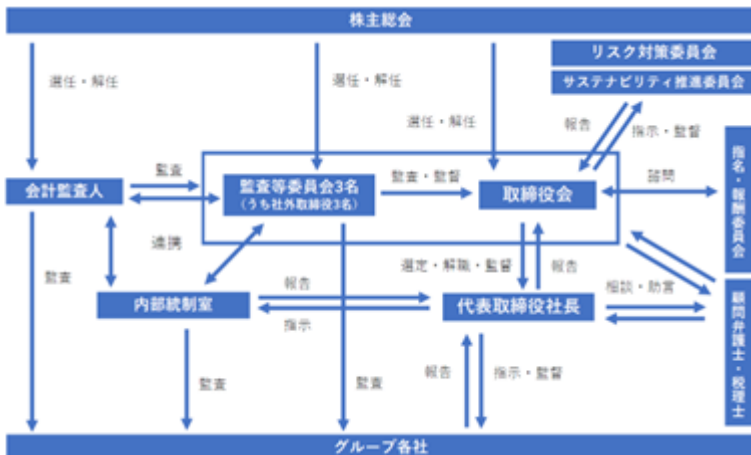 株主総会
リスク対策委員会
サステナビリティ推進委員会
選任・解任
選任・解任
選任・解任
報告
指示・監督
会計監査人
監査
監査等委員会3名
（うち社外取締役3名）
監査・監督
取締役会
諮問
指名・報酬委員会
連携
監査
選定・解職・監督
報告
相談・助言
内部統制室
報告
指示
代表取締役社長
顧問弁護士・税理士
監査
監査
報告
指示・監督
グループ各社